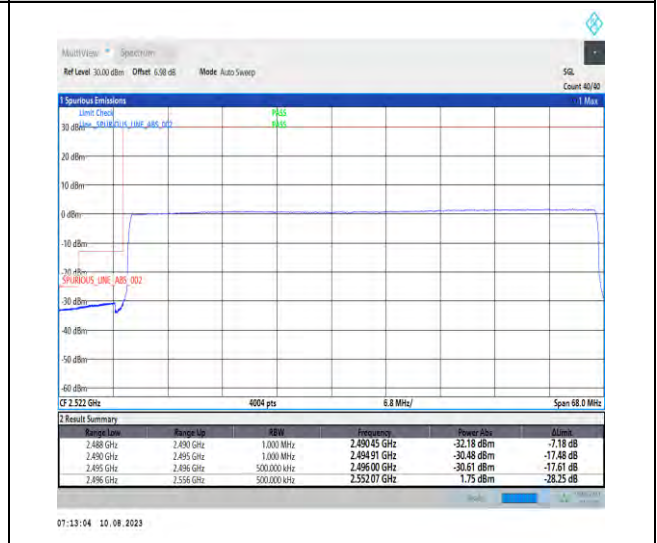 MultiView Spectrum
Ref Level 30.00 dBm Offset 6.98 dB Mode Auto Sweep SGL
Count 40/40
1 Spurious Emissions 1 Max
Limit Check PASS
30 dBm Line_SPURIOUS_LINE_ABS_002 PASS
20 dBm
10 dBm
0 dBm
-10 dBm
-20 dBm
SPURIOUS_LINE_ABS_002
-30 dBm
-40 dBm
-50 dBm
-60 dBm
CF 2.522 GHz 4004 pts 6.8 MHz/ Span 68.0 MHz
2 Result Summary
Range Low Range Up RBW Frequency Power Abs ΔLimit
2.488 GHz 2.490 GHz 1.000 MHz 2.490 45 GHz -32.18 dBm -7.18 dB
2.490 GHz 2.495 GHz 1.000 MHz 2.494 91 GHz -30.48 dBm -17.48 dB
2.495 GHz 2.496 GHz 500.000 kHz 2.496 00 GHz -30.61 dBm -17.61 dB
2.496 GHz 2.556 GHz 500.000 kHz 2.552 07 GHz 1.75 dBm -28.25 dB
07:13:04 10.08.2023